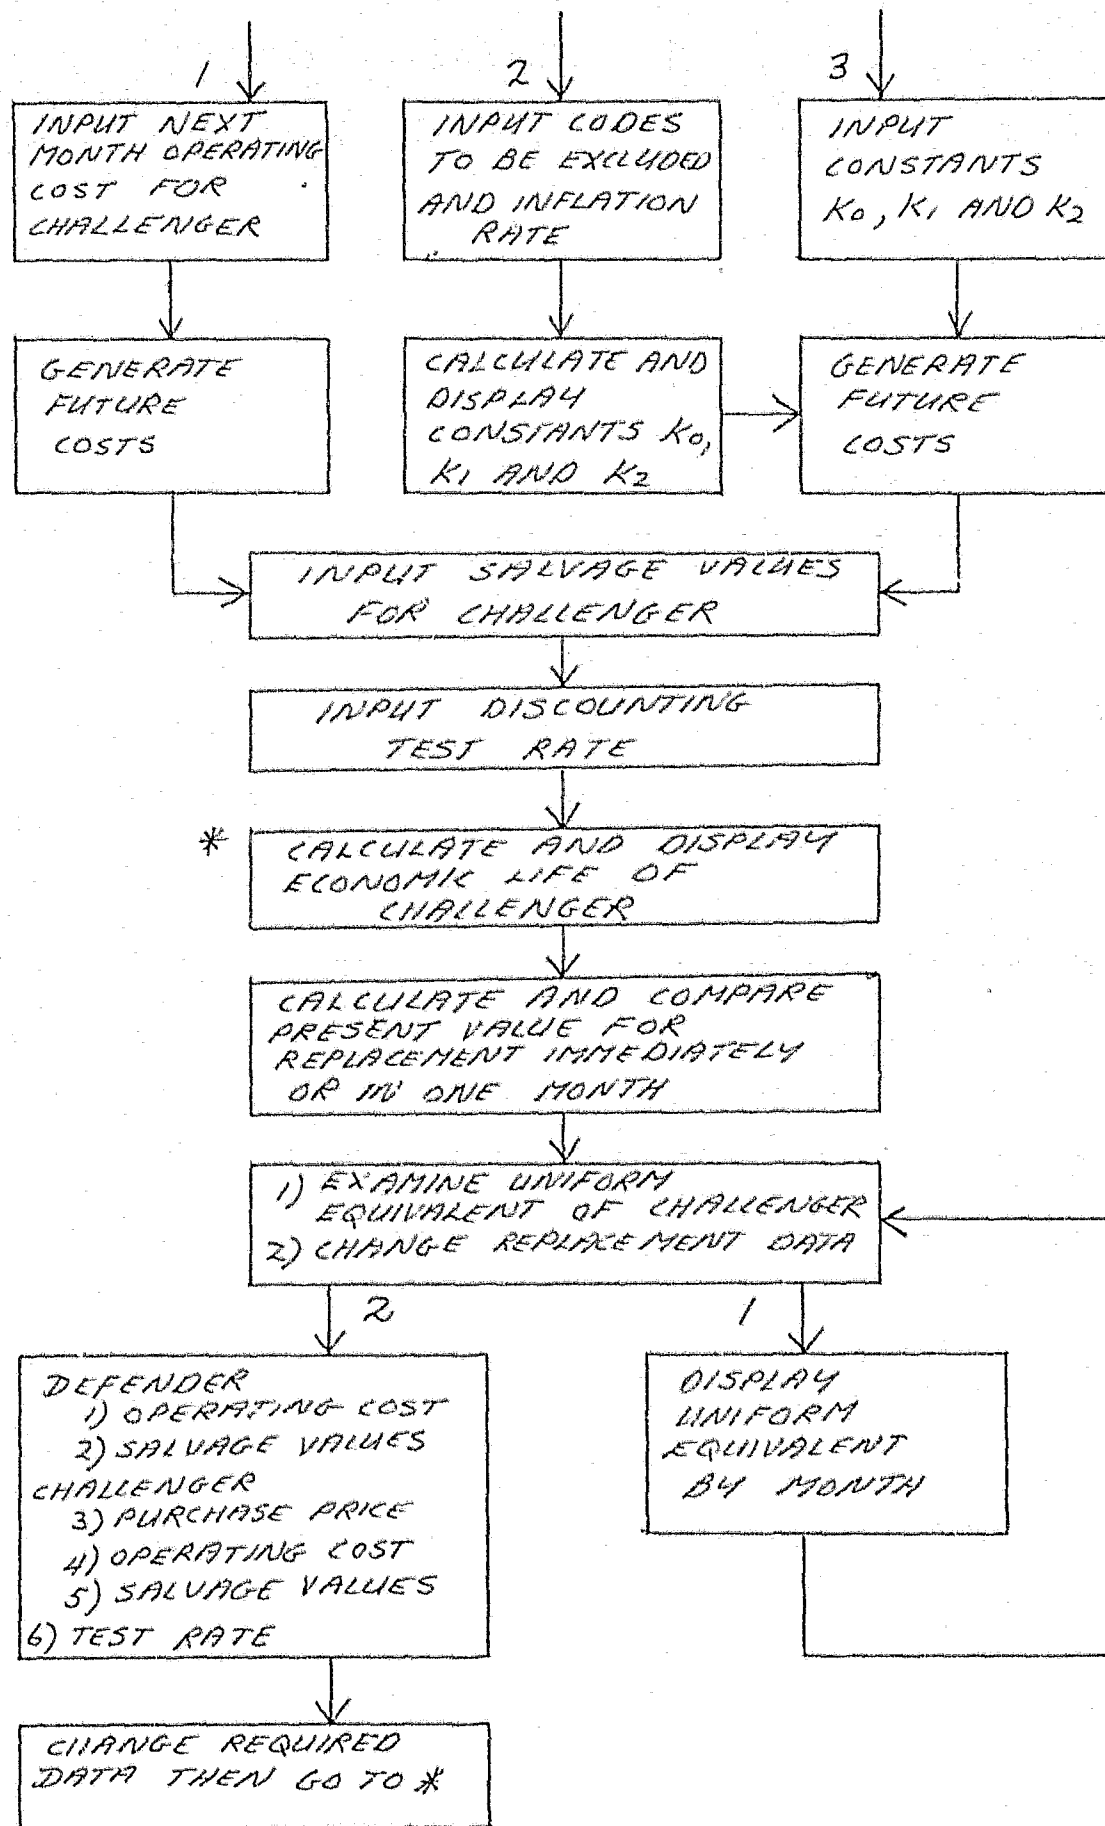 1
INPUT NEXT
MONTH OPERATING
COST FOR
CHALLENGER
2
INPUT CODES
TO BE EXCLUDED
AND INFLATION
RATE
3
INPUT
CONSTANTS
K0, K1 AND K2
GENERATE
FUTURE
COSTS
CALCULATE AND
DISPLAY
CONSTANTS K0,
K1 AND K2
GENERATE
FUTURE
COSTS
INPUT SALVAGE VALUES
FOR CHALLENGER
INPUT DISCOUNTING
TEST RATE
*
CALCULATE AND DISPLAY
ECONOMIC LIFE OF
CHALLENGER
CALCULATE AND COMPARE
PRESENT VALUE FOR
REPLACEMENT IMMEDIATELY
OR IN ONE MONTH
1) EXAMINE UNIFORM
EQUIVALENT OF CHALLENGER
2) CHANGE REPLACEMENT DATA
2
1
DEFENDER
1) OPERATING COST
2) SALVAGE VALUES
CHALLENGER
3) PURCHASE PRICE
4) OPERATING COST
5) SALVAGE VALUES
6) TEST RATE
DISPLAY
UNIFORM
EQUIVALENT
BY MONTH
CHANGE REQUIRED
DATA THEN GO TO *